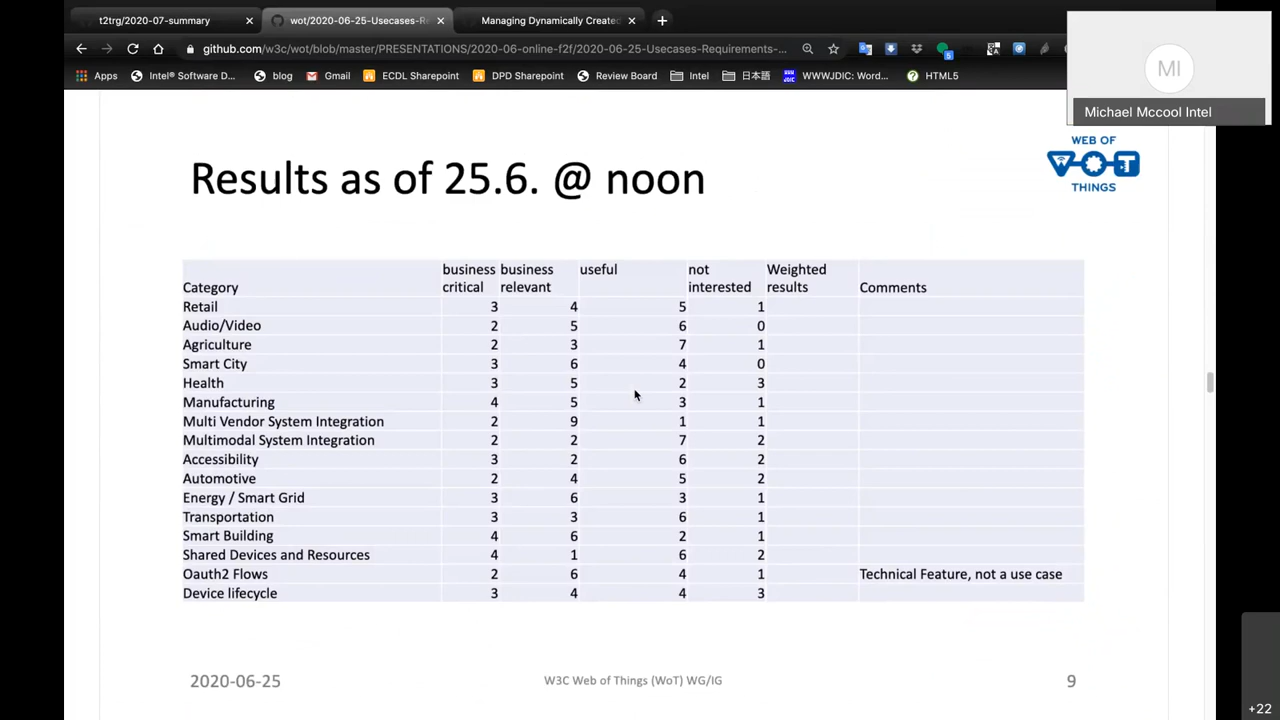 t2trg/2020-07-summary
wot/2020-06-25-Usecases-Re
Managing Dynamically Created
github.com/w3c/wot/blob/master/PRESENTATIONS/2020-06-online-f2f/2020-06-25-Usecases-Requirements-...
5
Apps Intel® Software D... blog Gmail ECDL Sharepoint DPD Sharepoint Review Board Intel 日本語 WWWJDIC: Wor... HTML5
MI
Michael Mccool Intel
Results as of 25.6. @ noon
WEB OF
WOT
THINGS
Category business critical business relevant useful not interested Weighted results Comments
Retail 3 4 5 1
Audio/Video 2 5 6 0
Agriculture 2 3 7 1
Smart City 3 6 4 0
Health 3 5 2 3
Manufacturing 4 5 3 1
Multi Vendor System Integration 2 9 1 1
Multimodal System Integration 2 2 7 2
Accessibility 3 2 6 2
Automotive 2 4 5 2
Energy / Smart Grid 3 6 3 1
Transportation 3 3 6 1
Smart Building 4 6 2 1
Shared Devices and Resources 4 1 6 2
Oauth2 Flows 2 6 4 1 Technical Feature, not a use case
Device lifecycle 3 4 4 3
2020-06-25
W3C Web of Things (WoT) WG/IG
9
+22